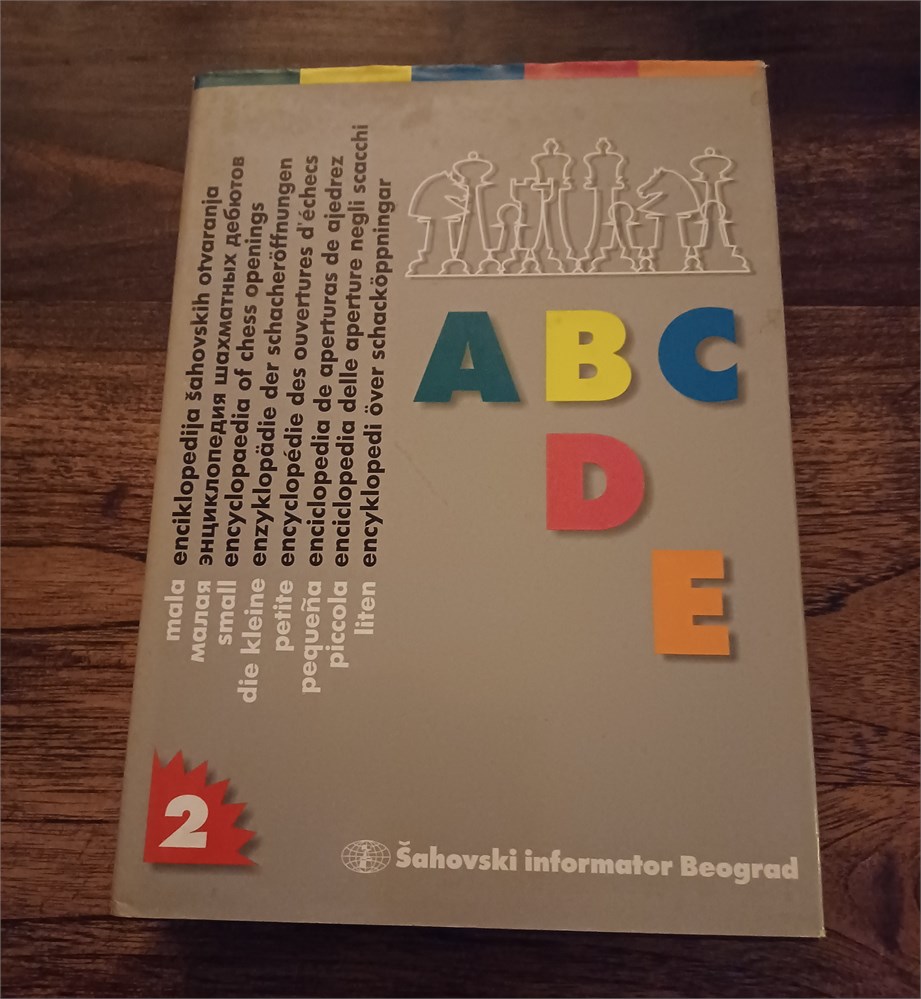 mala enciklopedija šahovskih otvaranja
малая энциклопедия шахматных дебютов
small encyclopaedia of chess openings
die kleine enzyklopädie der schacheröffnungen
petite encyclopédie des ouvertures d'échecs
pequeña enciclopedia de aperturas de ajedrez
piccola enciclopedia delle aperture negli scacchi
liten encyklopedi över schacköppningar
A B C
D
E
2
Šahovski informator Beograd